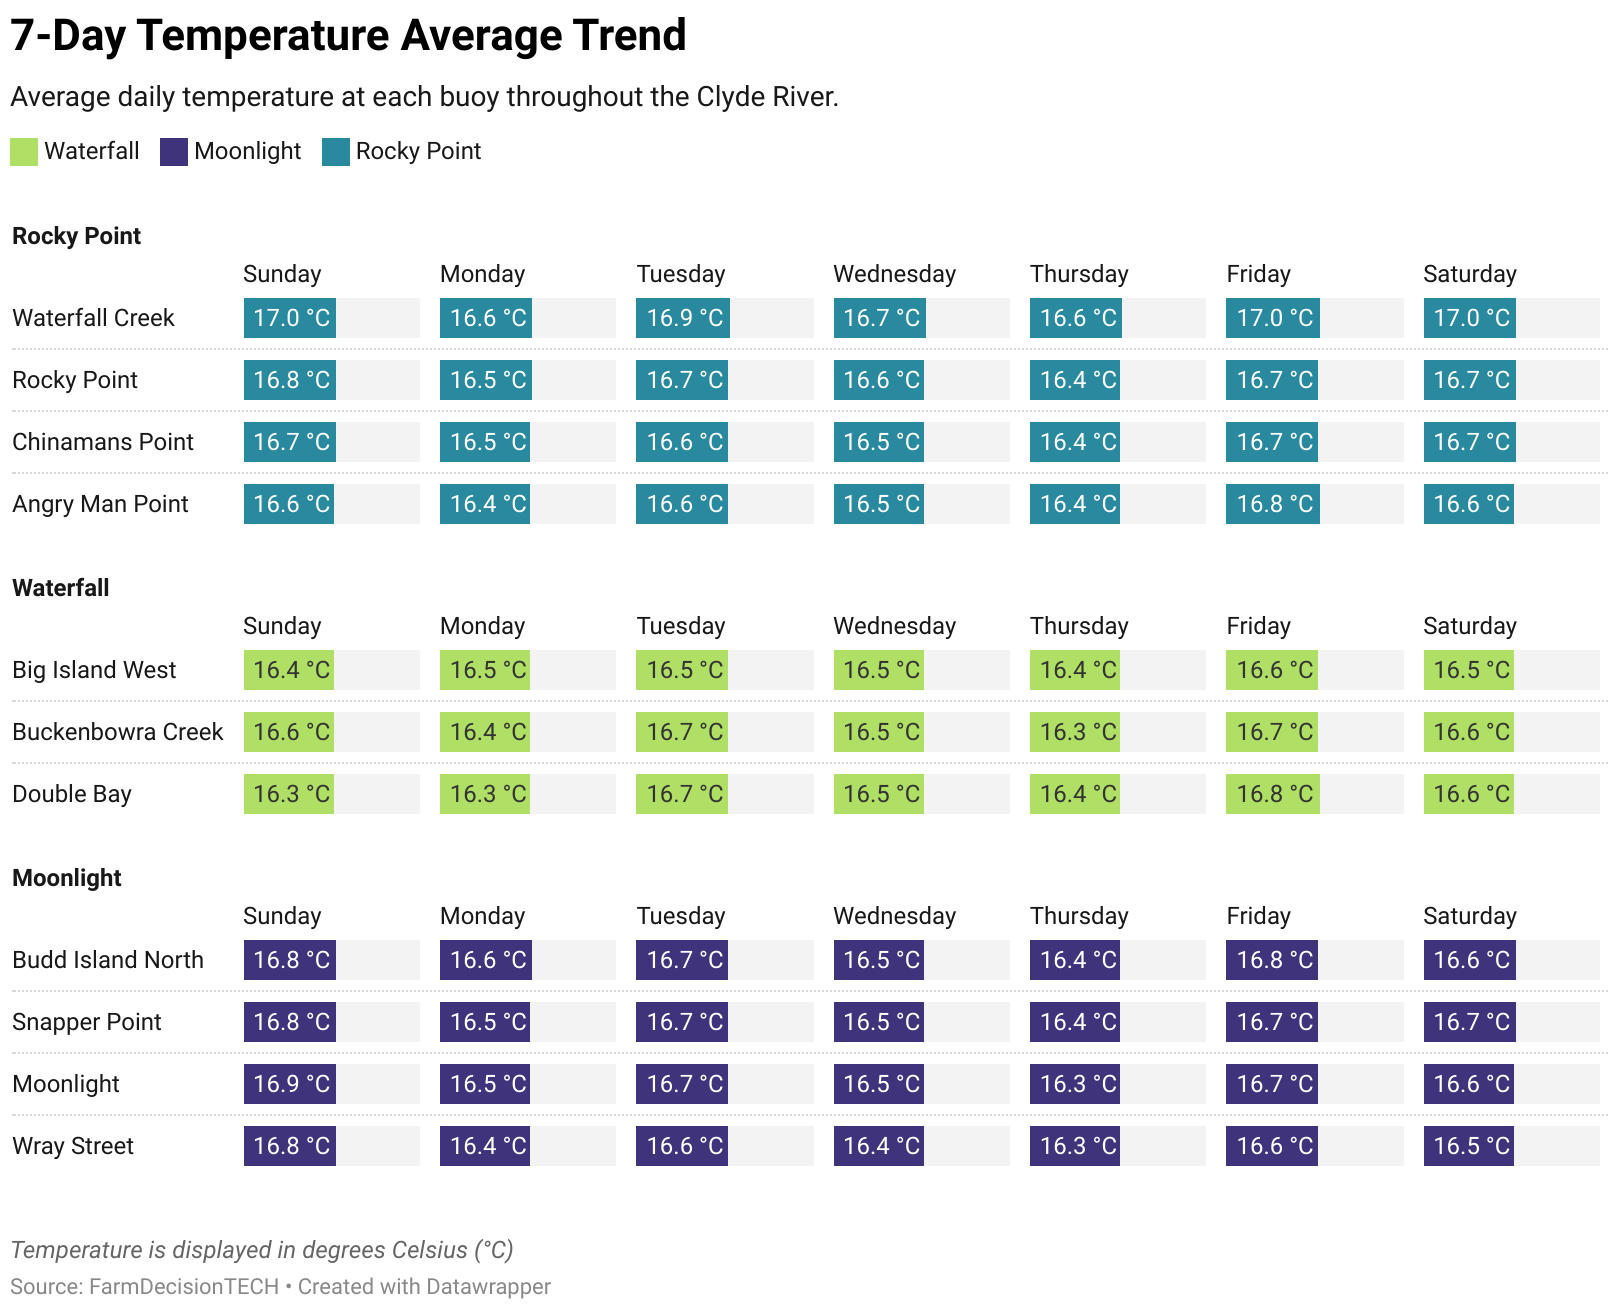 7-Day Temperature Average Trend
Average daily temperature at each buoy throughout the Clyde River.
Waterfall Moonlight Rocky Point
Rocky Point
Sunday Monday Tuesday Wednesday Thursday Friday Saturday
Waterfall Creek 17.0 °C 16.6 °C 16.9 °C 16.7 °C 16.6 °C 17.0 °C 17.0 °C
Rocky Point 16.8 °C 16.5 °C 16.7 °C 16.6 °C 16.4 °C 16.7 °C 16.7 °C
Chinamans Point 16.7 °C 16.5 °C 16.6 °C 16.5 °C 16.4 °C 16.7 °C 16.7 °C
Angry Man Point 16.6 °C 16.4 °C 16.6 °C 16.5 °C 16.4 °C 16.8 °C 16.6 °C
Waterfall
Sunday Monday Tuesday Wednesday Thursday Friday Saturday
Big Island West 16.4 °C 16.5 °C 16.5 °C 16.5 °C 16.4 °C 16.6 °C 16.5 °C
Buckenbowra Creek 16.6 °C 16.4 °C 16.7 °C 16.5 °C 16.3 °C 16.7 °C 16.6 °C
Double Bay 16.3 °C 16.3 °C 16.7 °C 16.5 °C 16.4 °C 16.8 °C 16.6 °C
Moonlight
Sunday Monday Tuesday Wednesday Thursday Friday Saturday
Budd Island North 16.8 °C 16.6 °C 16.7 °C 16.5 °C 16.4 °C 16.8 °C 16.6 °C
Snapper Point 16.8 °C 16.5 °C 16.7 °C 16.5 °C 16.4 °C 16.7 °C 16.7 °C
Moonlight 16.9 °C 16.5 °C 16.7 °C 16.5 °C 16.3 °C 16.7 °C 16.6 °C
Wray Street 16.8 °C 16.4 °C 16.6 °C 16.4 °C 16.3 °C 16.6 °C 16.5 °C
Temperature is displayed in degrees Celsius (°C)
Source: FarmDecisionTECH • Created with Datawrapper